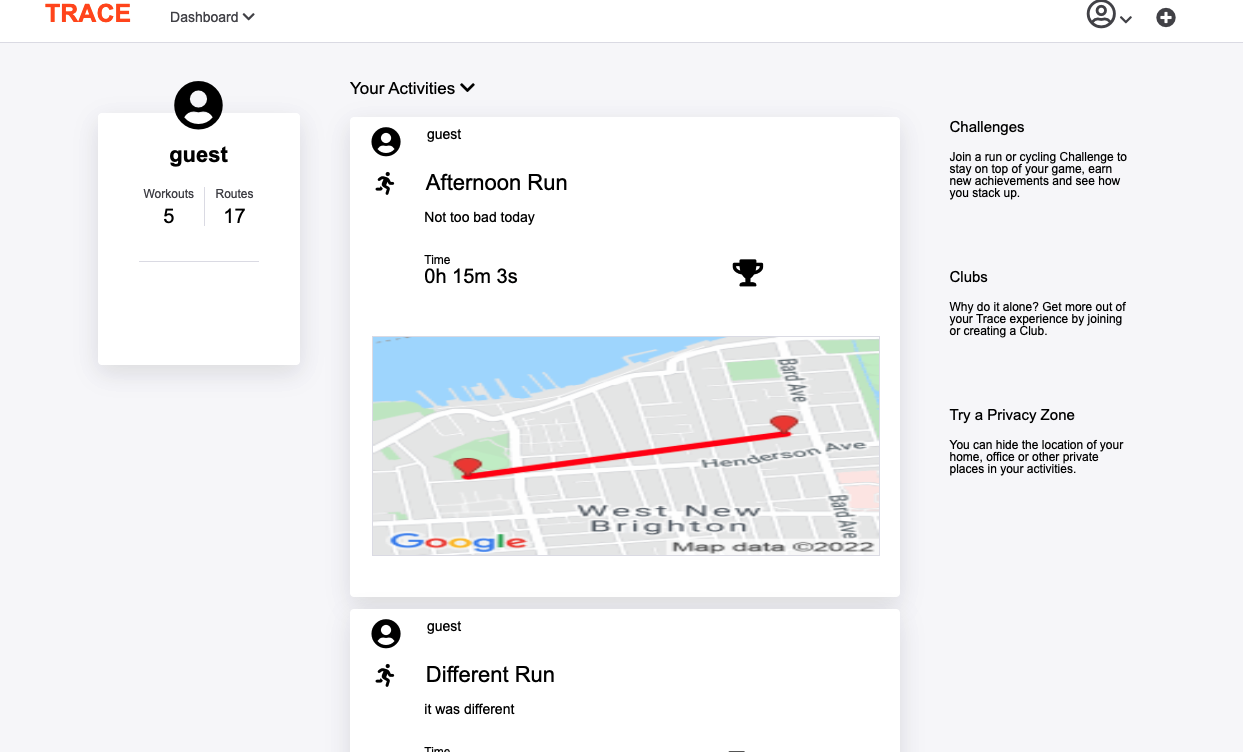 TRACE
Dashboard
guest
Workouts
Routes
5
17
Your Activities
guest
Afternoon Run
Not too bad today
Time
0h 15m 3s
Bard Ave
Henderson Ave
West New
Brighton
Bard Ave
Google
Map data ©2022
guest
Different Run
it was different
Time
Challenges
Join a run or cycling Challenge to
stay on top of your game, earn
new achievements and see how
you stack up.
Clubs
Why do it alone? Get more out of
your Trace experience by joining
or creating a Club.
Try a Privacy Zone
You can hide the location of your
home, office or other private
places in your activities.